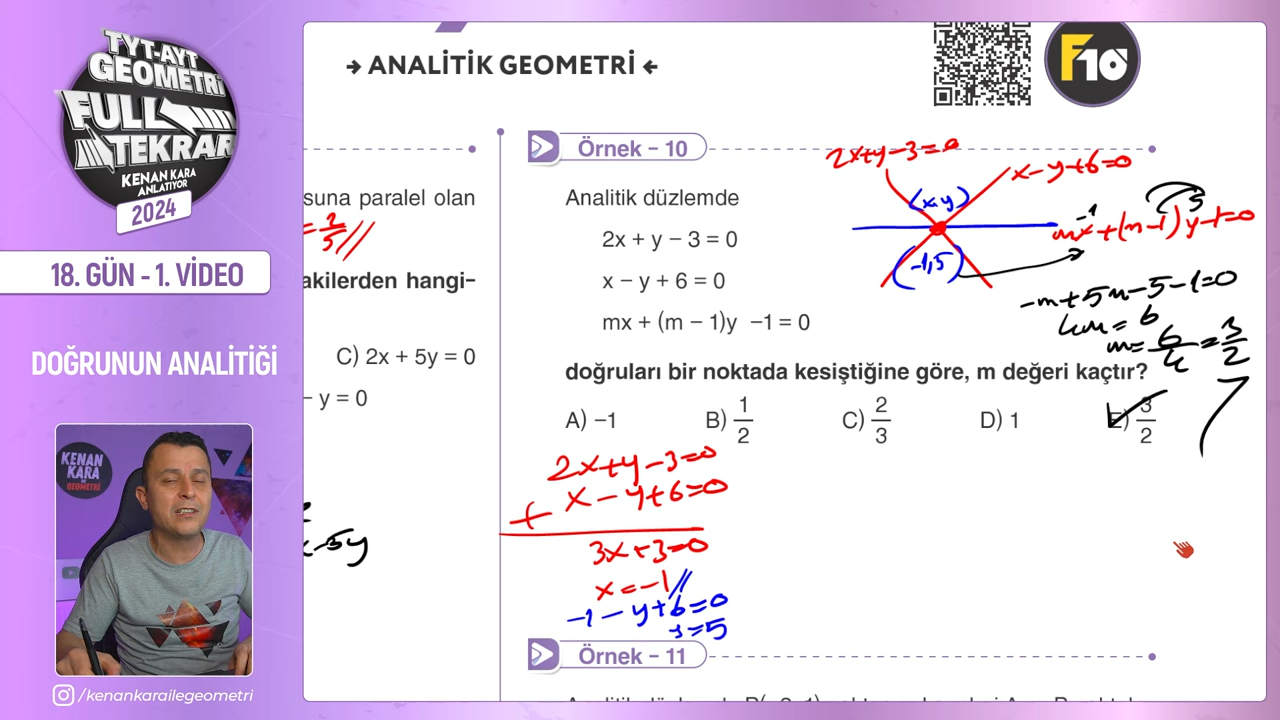 TYT-AYT
GEOMETRİ
FULL
TEKRAR
KENAN KARA
ANLATIYOR
2024
18. GÜN - 1. VİDEO
DOĞRUNUN ANALİTİĞİ
KENAN
KARA
GEOMETRİ
/kenankarailegeometri
→ ANALİTİK GEOMETRİ ←
F10
suna paralel olan
= 2/5 //
akilerden hangi-
C) 2x + 5y = 0
– y = 0
-5y
Örnek – 10
Analitik düzlemde
2x + y – 3 = 0
x – y + 6 = 0
mx + (m – 1)y –1 = 0
doğruları bir noktada kesiştiğine göre, m değeri kaçtır?
A) –1 B) 1/2 C) 2/3 D) 1 E) 3/2
2x+y-3=0
x-y+6=0
(x,y)
(-1,5)
-1 5
mx+(m-1)y-1=0
-m+5m-5-1=0
4m=6
m=6/4=3/2
2x+y-3=0
+ x-y+6=0
3x+3=0
x=-1//
-1-y+6=0
y=5
Örnek – 11